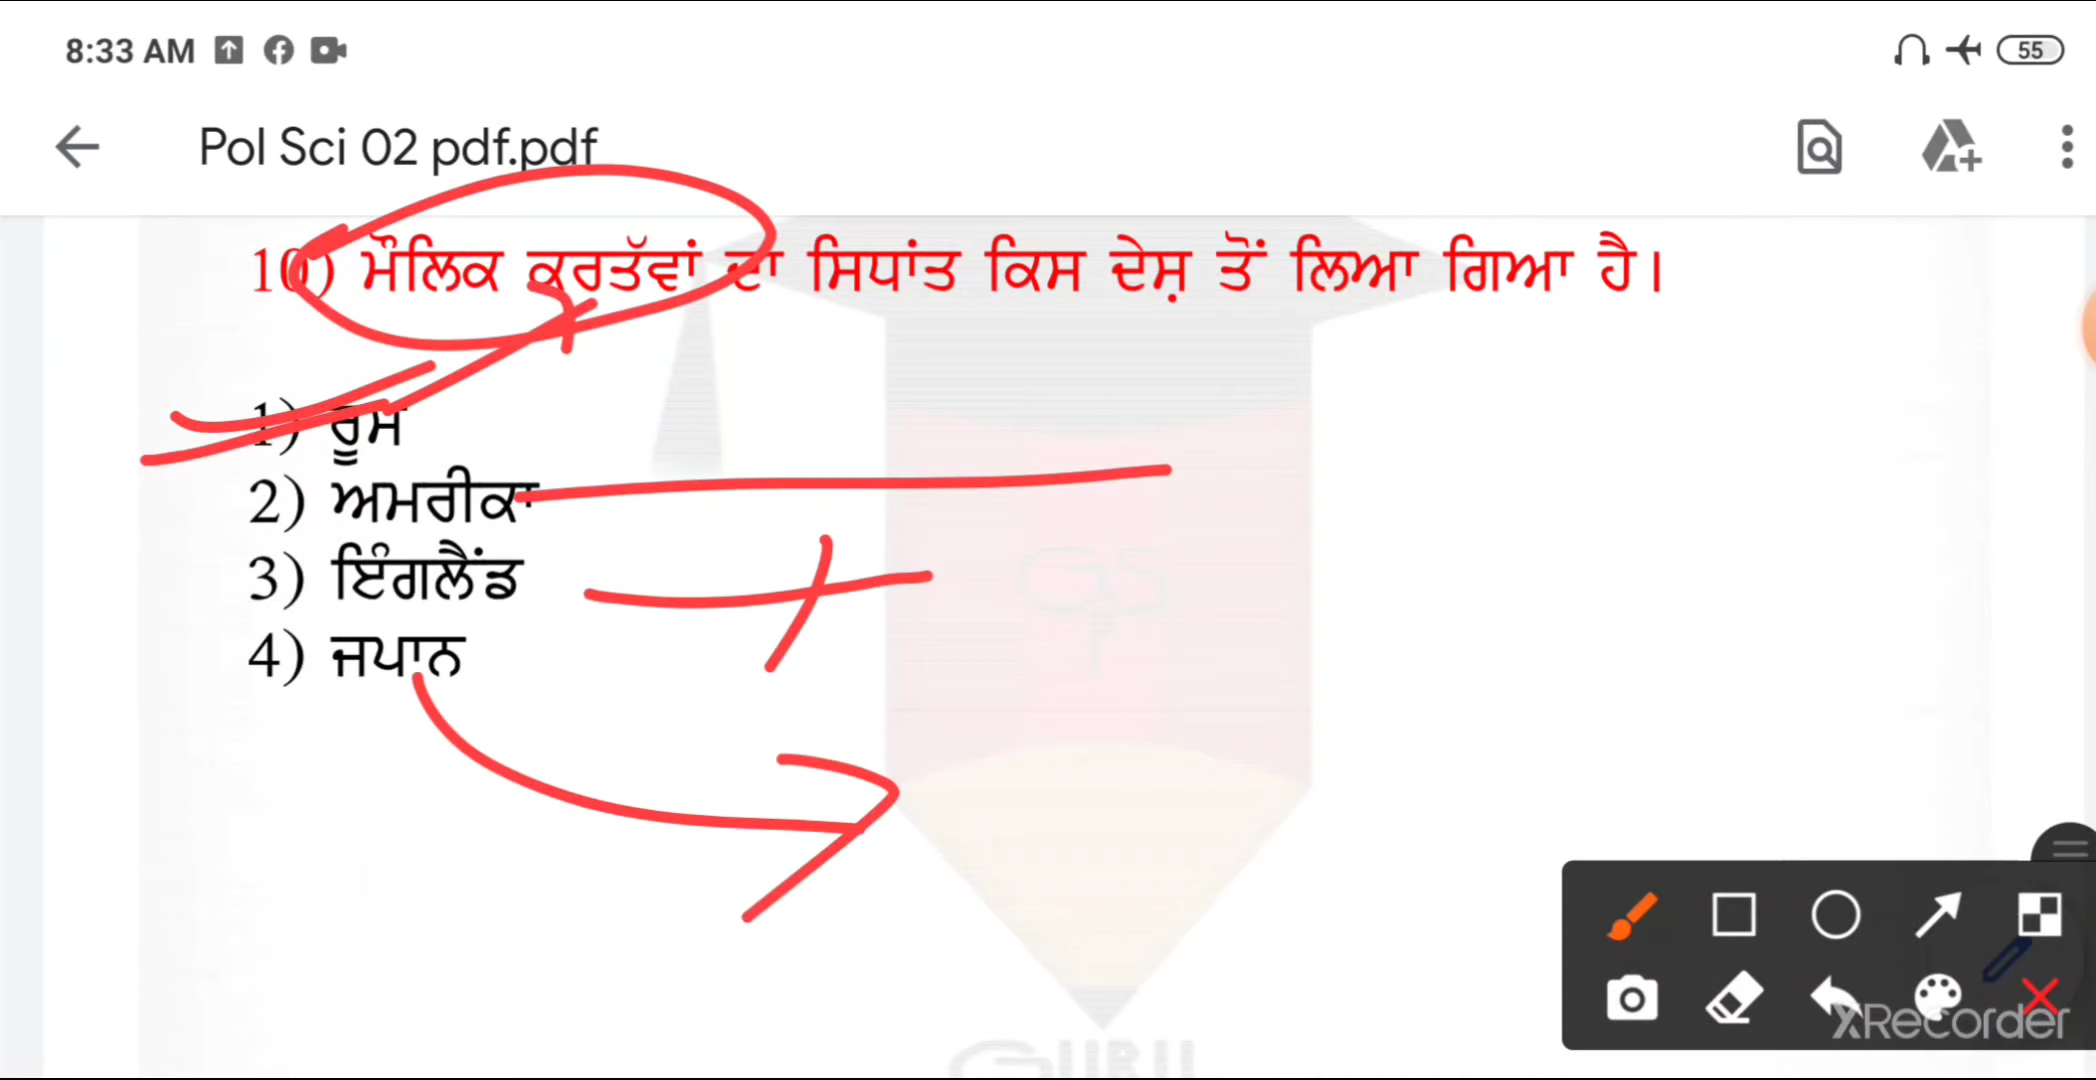 8:33 AM
55
Pol Sci 02 pdf.pdf
10) ਮੌਲਿਕ ਕਰਤੱਵਾਂ ਦਾ ਸਿਧਾਂਤ ਕਿਸ ਦੇਸ਼ ਤੋਂ ਲਿਆ ਗਿਆ ਹੈ।
1) ਰੂਸ
2) ਅਮਰੀਕਾ
3) ਇੰਗਲੈਂਡ
4) ਜਪਾਨ
GURU
XRecorder